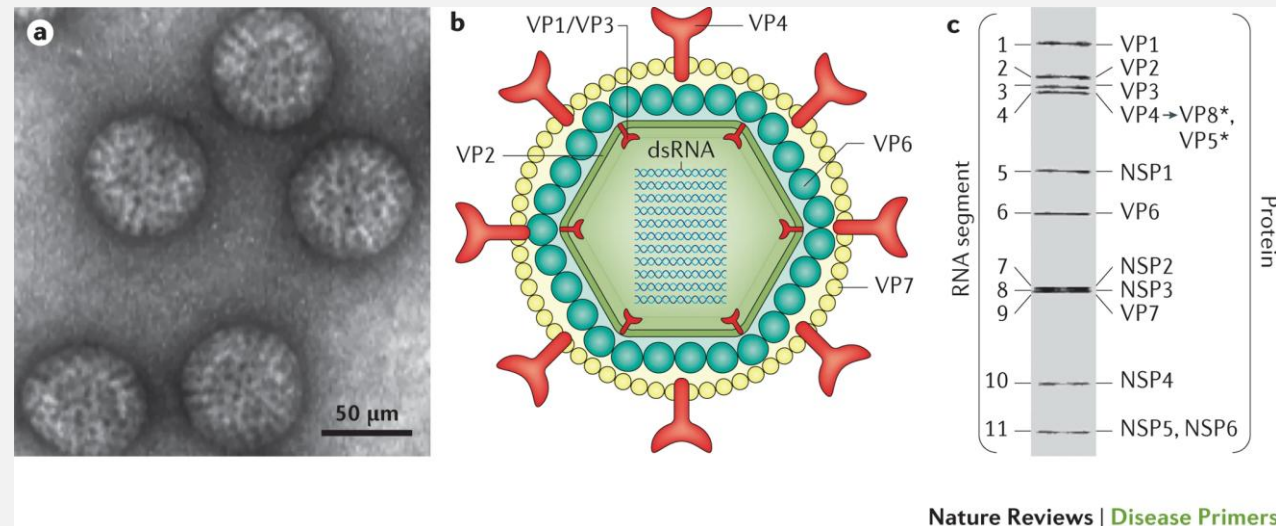 a
50 µm
b
VP1/VP3
VP4
VP2
dsRNA
VP6
VP7
c
RNA segment
1
2
3
4
5
6
7
8
9
10
11
VP1
VP2
VP3
VP4→VP8*,
VP5*
NSP1
VP6
NSP2
NSP3
VP7
NSP4
NSP5, NSP6
Protein
Nature Reviews | Disease Primers